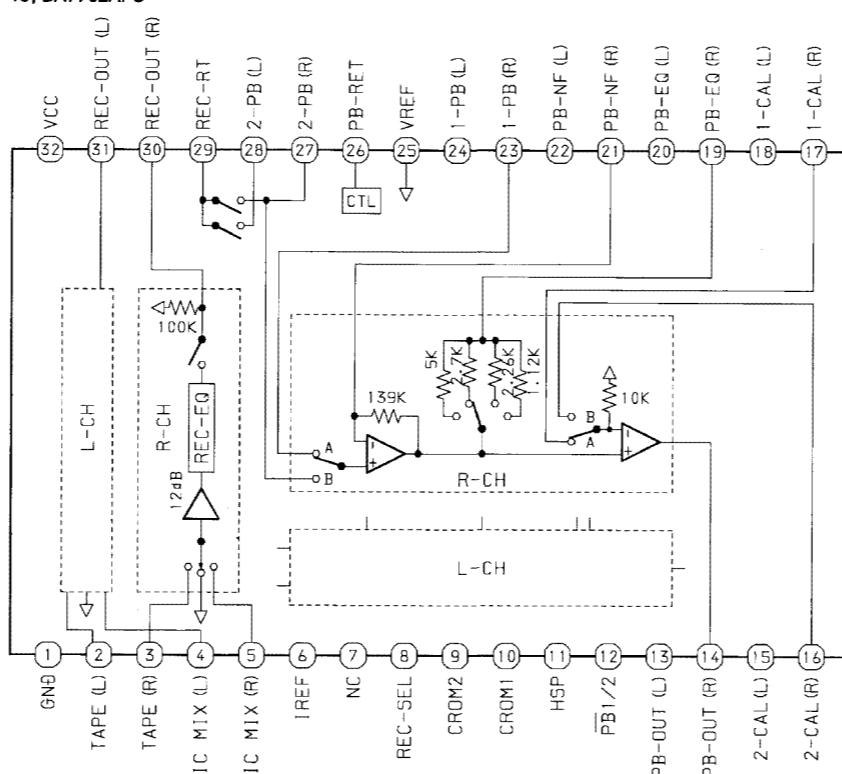 VCC
REC-OUT (L)
REC-OUT (R)
REC-RT
2-PB (L)
2-PB (R)
PB-RET
VREF
1-PB (L)
1-PB (R)
PB-NF (L)
PB-NF (R)
PB-EQ (L)
PB-EQ (R)
1-CAL (L)
1-CAL (R)
32 31 30 29 28 27 26 25 24 23 22 21 20 19 18 17
CTL
100K
L-CH
R-CH
REC-EQ
12dB
5K
2.7K
2.26K
1.12K
139K
10K
A
B
B
A
R-CH
L-CH
1 2 3 4 5 6 7 8 9 10 11 12 13 14 15 16
GND
TAPE (L)
TAPE (R)
IC MIX (L)
IC MIX (R)
IREF
NC
REC-SEL
CROM2
CROM1
HSP
PB1/2
PB-OUT (L)
PB-OUT (R)
2-CAL (L)
2-CAL (R)